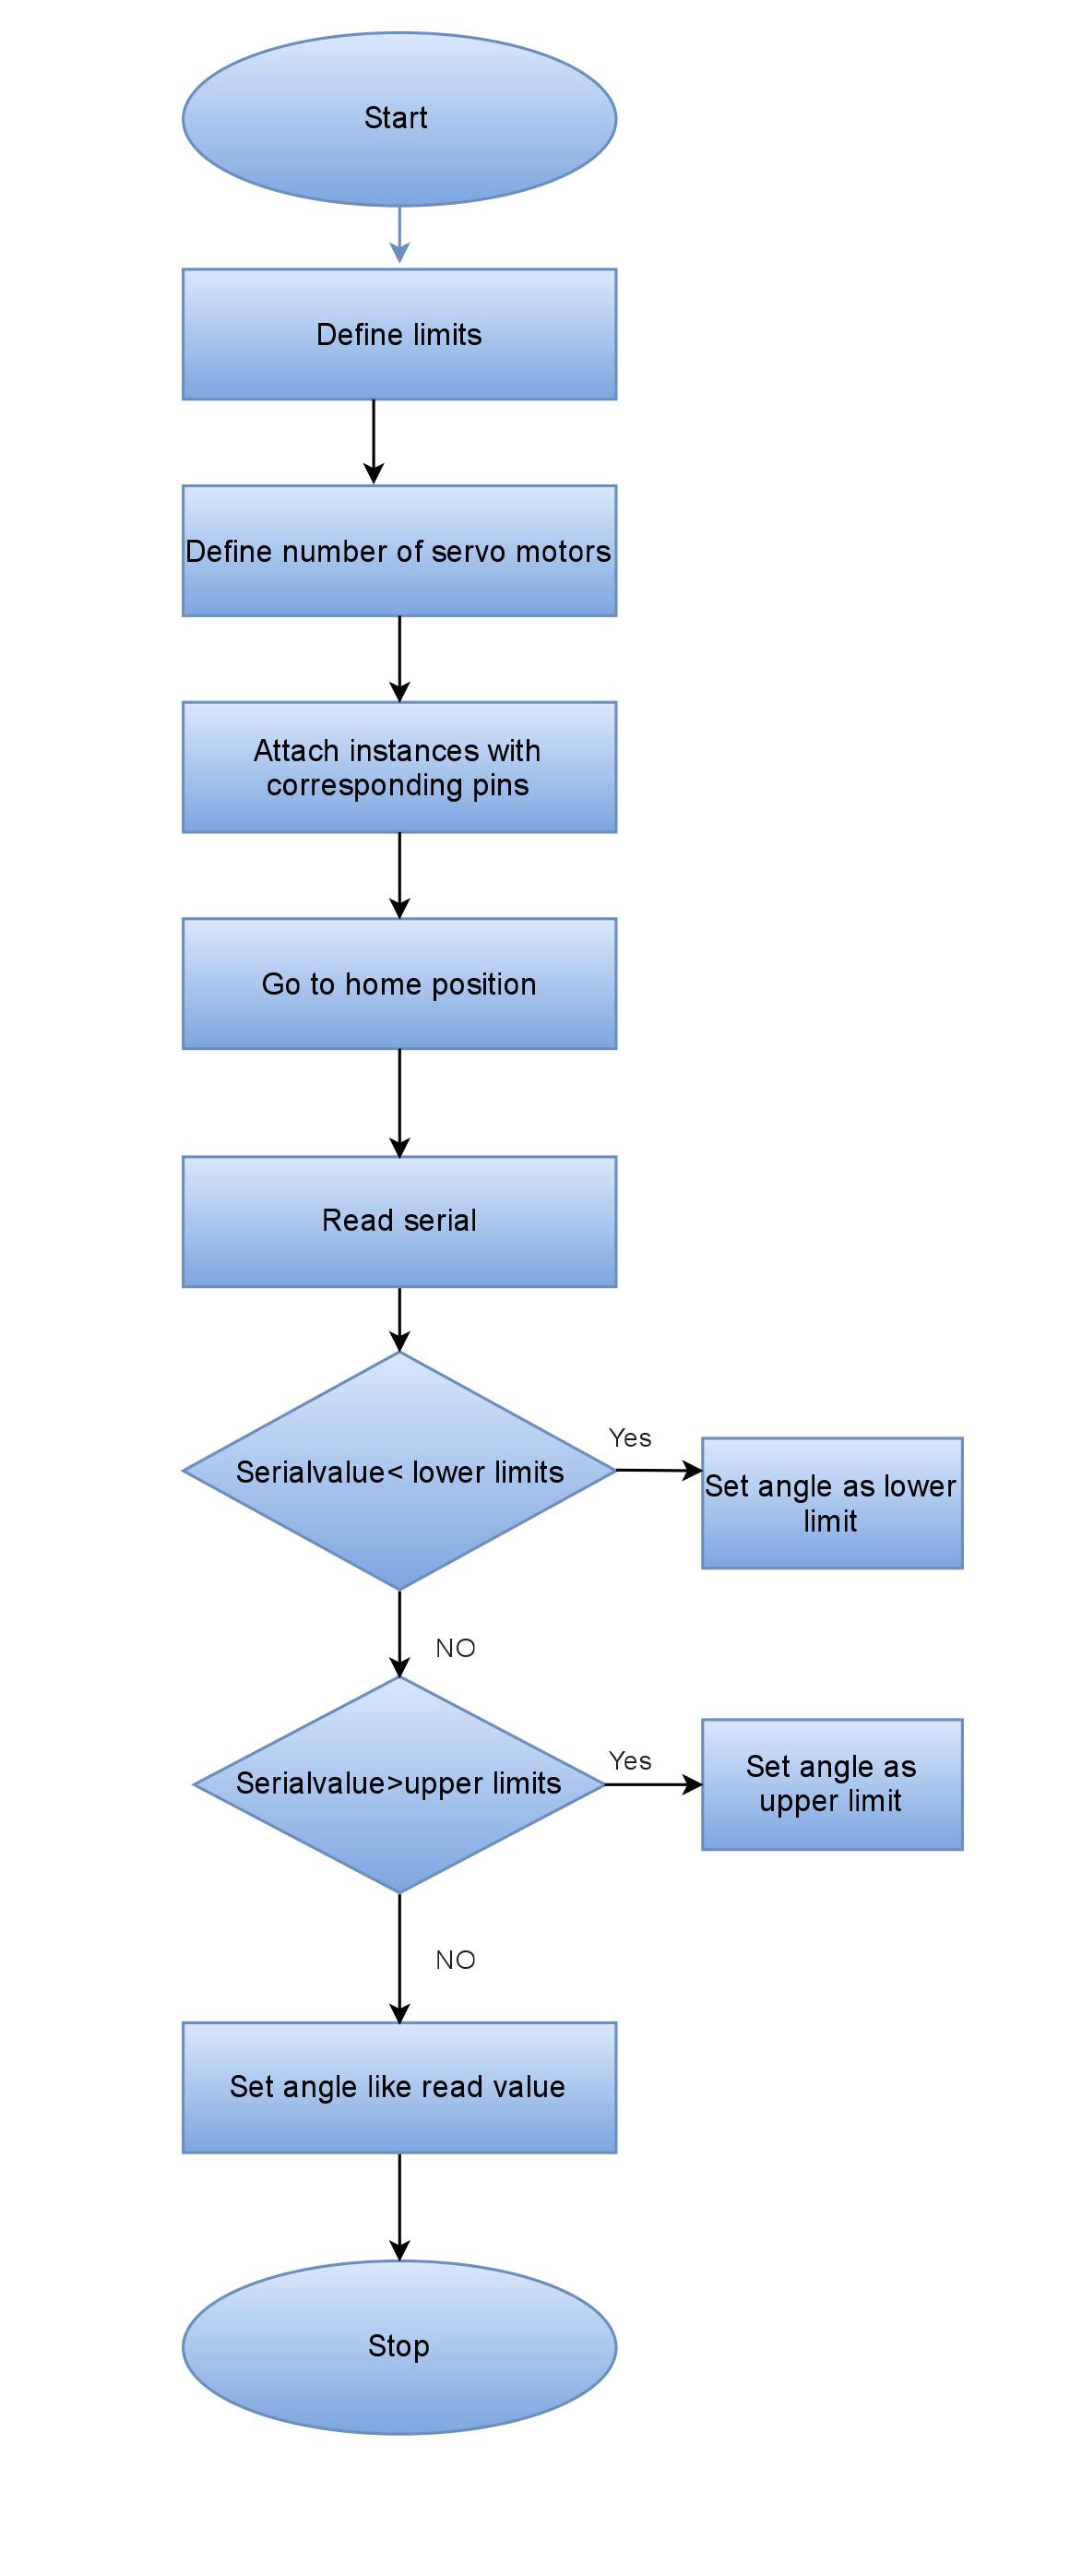 Start
Define limits
Define number of servo motors
Attach instances with
corresponding pins
Go to home position
Read serial
Serialvalue< lower limits
Yes
Set angle as lower
limit
NO
Serialvalue>upper limits
Yes
Set angle as
upper limit
NO
Set angle like read value
Stop